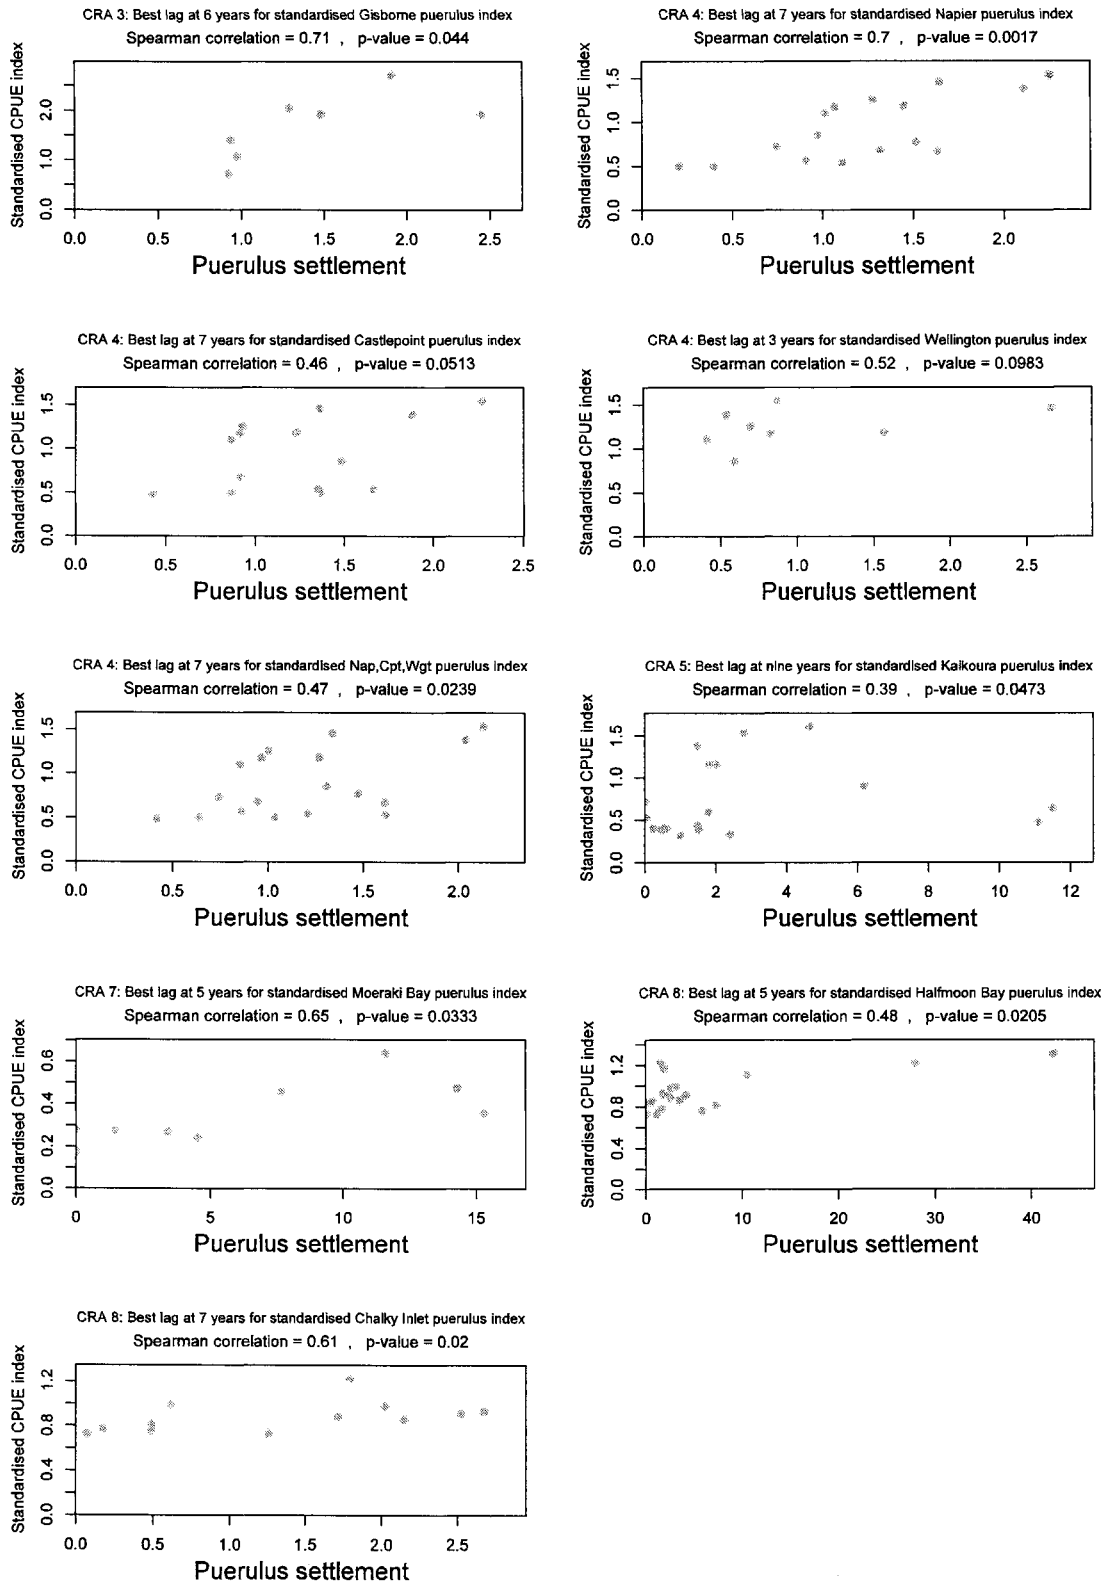 CRA 3: Best lag at 6 years for standardised Gisborne puerulus index
Spearman correlation = 0.71 , p-value = 0.044
Standardised CPUE index
0.0 1.0 2.0
0.0 0.5 1.0 1.5 2.0 2.5
Puerulus settlement
CRA 4: Best lag at 7 years for standardised Napier puerulus index
Spearman correlation = 0.7 , p-value = 0.0017
Standardised CPUE index
0.0 0.5 1.0 1.5
0.0 0.5 1.0 1.5 2.0
Puerulus settlement
CRA 4: Best lag at 7 years for standardised Castlepoint puerulus index
Spearman correlation = 0.46 , p-value = 0.0513
Standardised CPUE index
0.0 0.5 1.0 1.5
0.0 0.5 1.0 1.5 2.0 2.5
Puerulus settlement
CRA 4: Best lag at 3 years for standardised Wellington puerulus index
Spearman correlation = 0.52 , p-value = 0.0983
Standardised CPUE index
0.0 0.5 1.0 1.5
0.0 0.5 1.0 1.5 2.0 2.5
Puerulus settlement
CRA 4: Best lag at 7 years for standardised Nap,Cpt,Wgt puerulus index
Spearman correlation = 0.47 , p-value = 0.0239
Standardised CPUE index
0.0 0.5 1.0 1.5
0.0 0.5 1.0 1.5 2.0
Puerulus settlement
CRA 5: Best lag at nine years for standardised Kaikoura puerulus index
Spearman correlation = 0.39 , p-value = 0.0473
Standardised CPUE index
0.0 0.5 1.0 1.5
0 2 4 6 8 10 12
Puerulus settlement
CRA 7: Best lag at 5 years for standardised Moeraki Bay puerulus index
Spearman correlation = 0.65 , p-value = 0.0333
Standardised CPUE index
0.0 0.2 0.4 0.6
0 5 10 15
Puerulus settlement
CRA 8: Best lag at 5 years for standardised Halfmoon Bay puerulus index
Spearman correlation = 0.48 , p-value = 0.0205
Standardised CPUE index
0.0 0.4 0.8 1.2
0 10 20 30 40
Puerulus settlement
CRA 8: Best lag at 7 years for standardised Chalky Inlet puerulus index
Spearman correlation = 0.61 , p-value = 0.02
Standardised CPUE index
0.0 0.4 0.8 1.2
0.0 0.5 1.0 1.5 2.0 2.5
Puerulus settlement